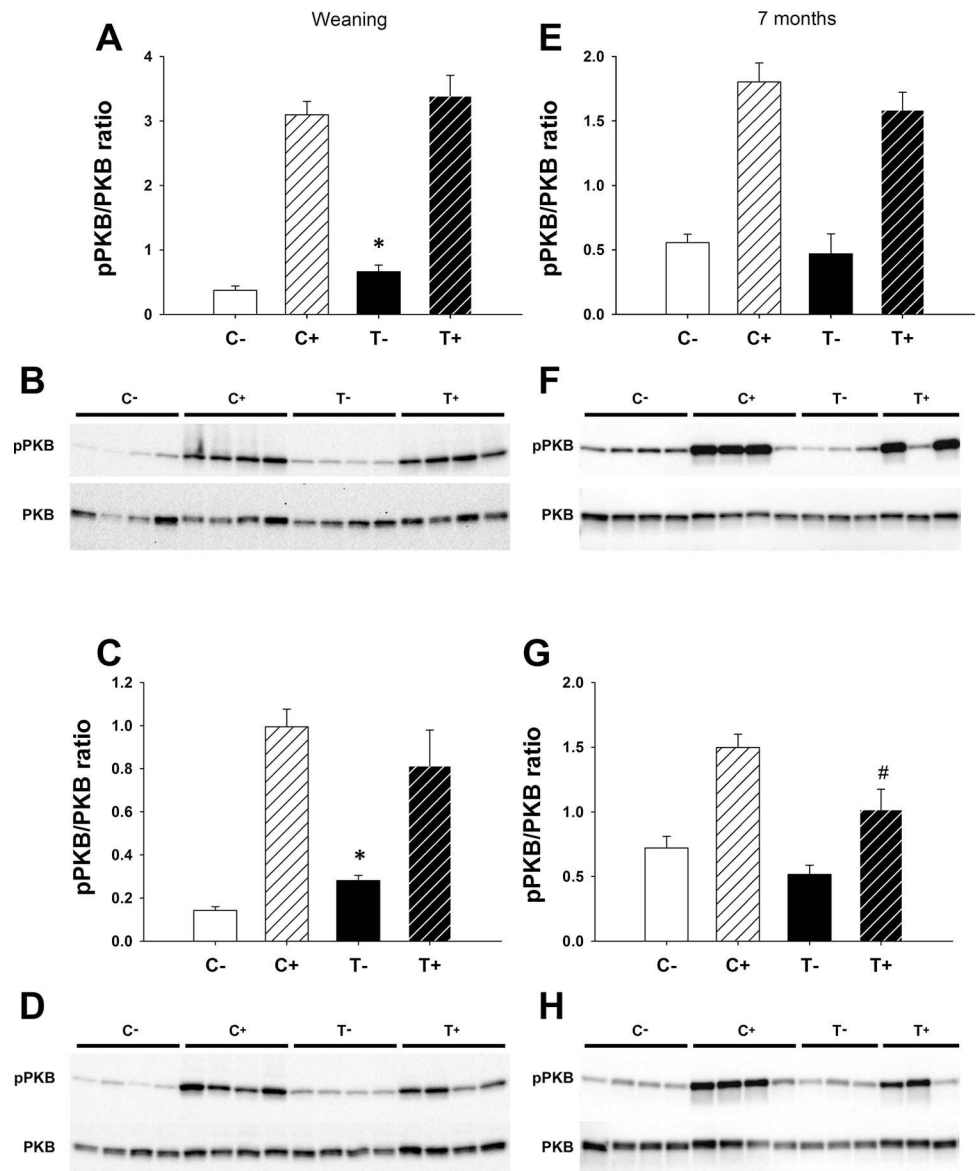 Weaning
7 months
A
E
pPKB/PKB ratio
4
3
2
1
0
*
C- C+ T- T+
pPKB/PKB ratio
2.0
1.5
1.0
0.5
0.0
C- C+ T- T+
B
C- C+ T- T+
pPKB
PKB
F
C- C+ T- T+
pPKB
PKB
C
pPKB/PKB ratio
1.2
1.0
0.8
0.6
0.4
0.2
0.0
*
C- C+ T- T+
G
pPKB/PKB ratio
2.0
1.5
1.0
0.5
0.0
#
C- C+ T- T+
D
C- C+ T- T+
pPKB
PKB
H
C- C+ T- T+
pPKB
PKB